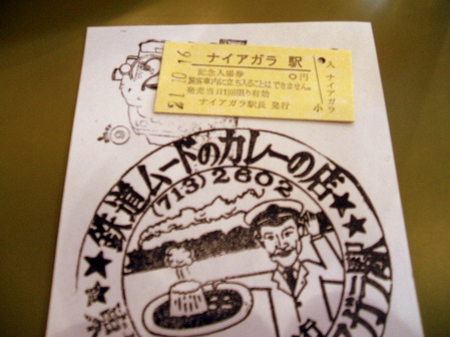 ナイアガラ 駅
記念入場券
0円
旅客車内に立ち入ることはできません。
発売当日1回限り有効
ナイアガラ駅長 発行
21.10.16
人 ナイアガラ
小
★鉄道ムードのカレーの店★★
(713)2602